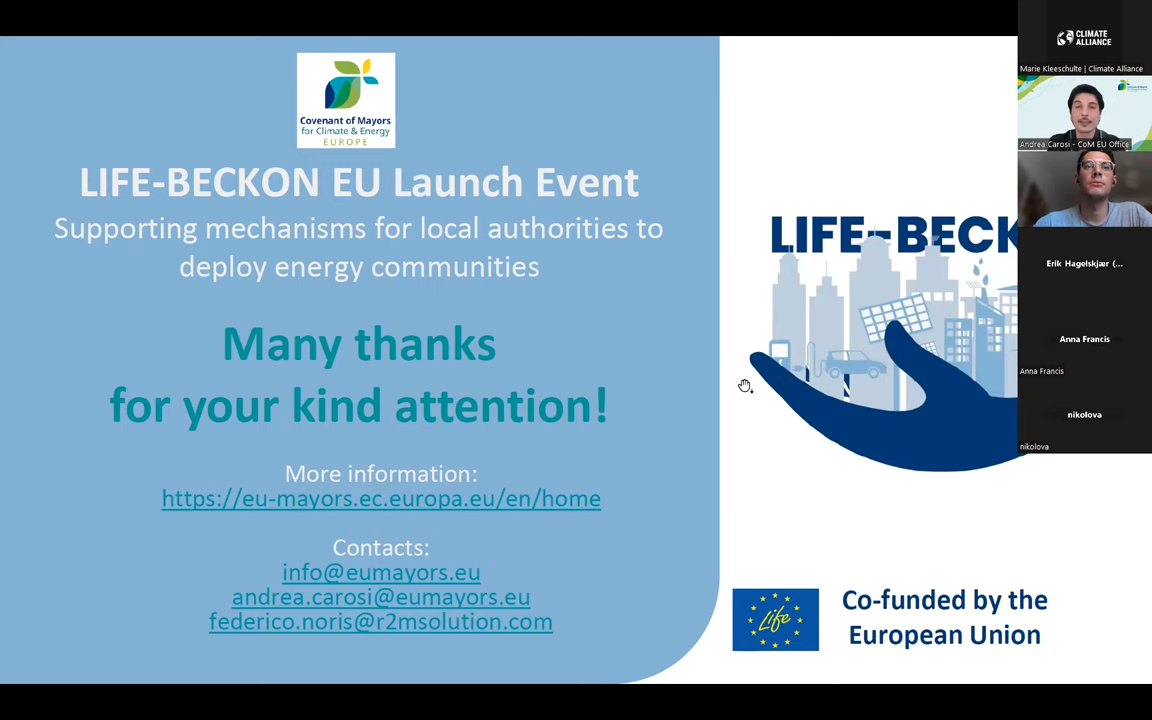 Covenant of Mayors
for Climate & Energy
EUROPE
LIFE-BECKON EU Launch Event
Supporting mechanisms for local authorities to
deploy energy communities
Many thanks
for your kind attention!
More information:
https://eu-mayors.ec.europa.eu/en/home
Contacts:
info@eumayors.eu
andrea.carosi@eumayors.eu
federico.noris@r2msolution.com
LIFE-BECK
Life
Co-funded by the
European Union
CLIMATE
ALLIANCE
Marie Kleeschulte | Climate Alliance
Andrea Carosi - CoM EU Office
Erik Hagelskjær (...
Anna Francis
Anna Francis
nikolova
nikolova